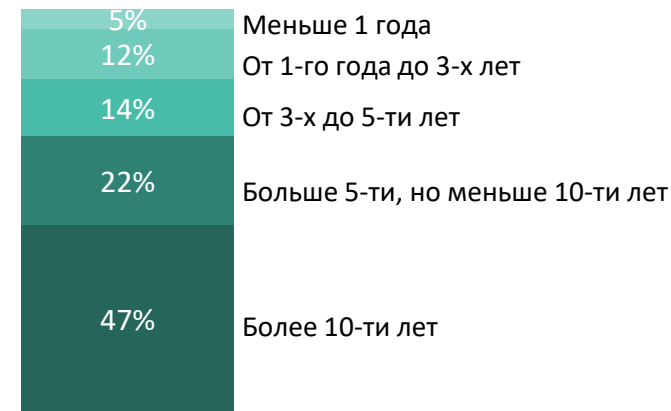 5% Меньше 1 года
12% От 1-го года до 3-х лет
14% От 3-х до 5-ти лет
22% Больше 5-ти, но меньше 10-ти лет
47% Более 10-ти лет